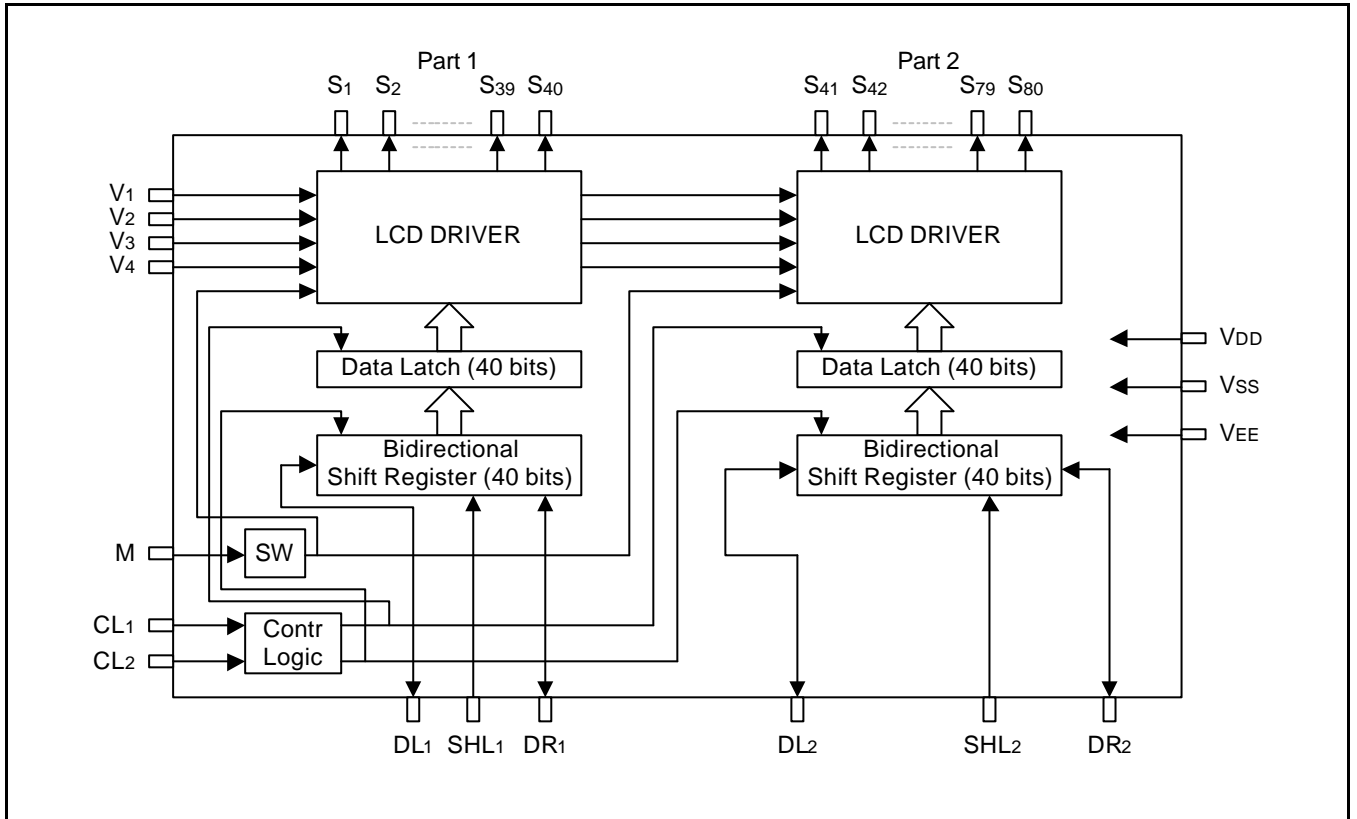 Part 1 Part 2
S1 S2 S39 S40 S41 S42 S79 S80
V1
V2
V3
V4
LCD DRIVER LCD DRIVER
VDD
Data Latch (40 bits) Data Latch (40 bits)
VSS
VEE
Bidirectional
Shift Register (40 bits)
Bidirectional
Shift Register (40 bits)
M
SW
CL1
CL2
Contr
Logic
DL1 SHL1 DR1 DL2 SHL2 DR2